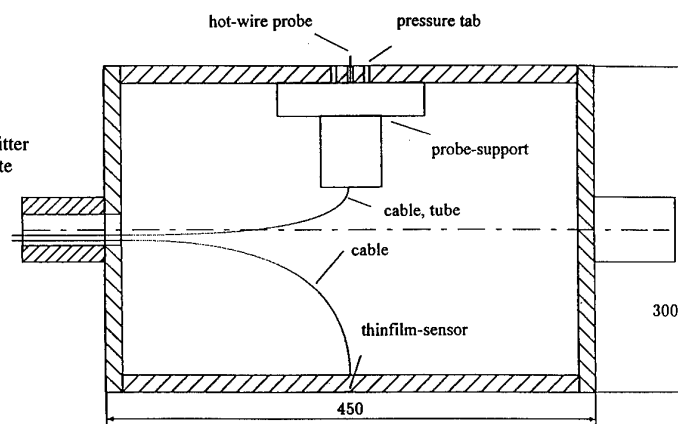 hot-wire probe
pressure tab
itter
te
probe-support
cable, tube
cable
300
thinfilm-sensor
450